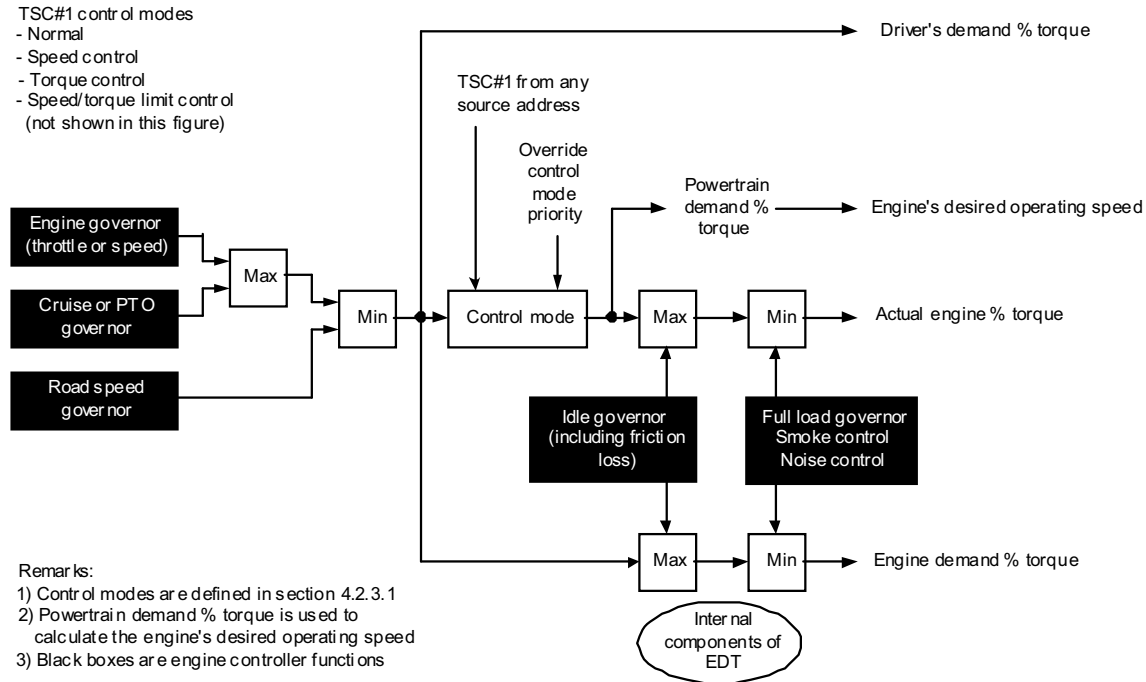 TSC#1 control modes
- Normal
- Speed control
- Torque control
- Speed/torque limit control
(not shown in this figure)
Driver's demand % torque
TSC#1 from any
source address
Override
control
mode
priority
Powertrain
demand %
torque
Engine's desired operating speed
Engine governor
(throttle or speed)
Max
Cruise or PTO
governor
Min
Control mode
Max
Min
Actual engine % torque
Road speed
governor
Idle governor
(including friction
loss)
Full load governor
Smoke control
Noise control
Max
Min
Engine demand % torque
Remarks:
1) Control modes are defined in section 4.2.3.1
2) Powertrain demand % torque is used to
calculate the engine's desired operating speed
3) Black boxes are engine controller functions
Internal
components of
EDT